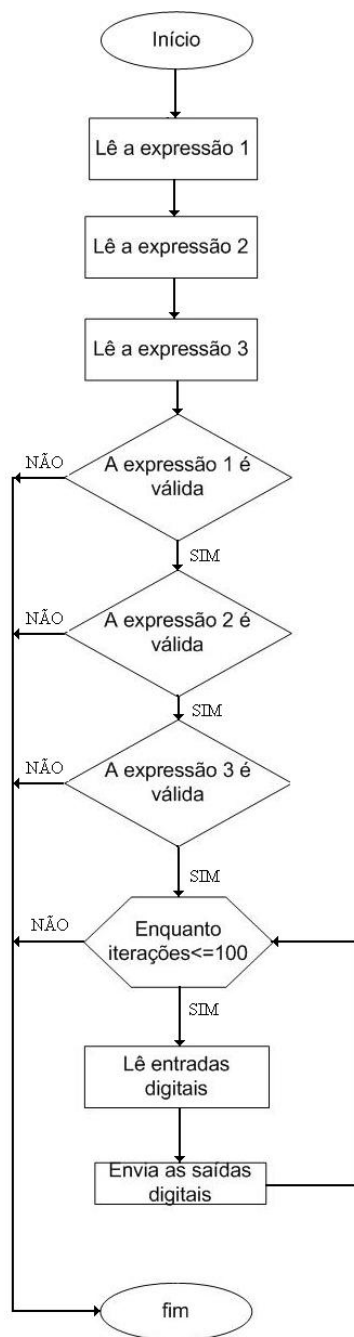 Início
Lê a expressão 1
Lê a expressão 2
Lê a expressão 3
A expressão 1 é
válida
NÃO
SIM
A expressão 2 é
válida
NÃO
SIM
A expressão 3 é
válida
NÃO
SIM
Enquanto
iterações<=100
NÃO
SIM
Lê entradas
digitais
Envia as saídas
digitais
fim